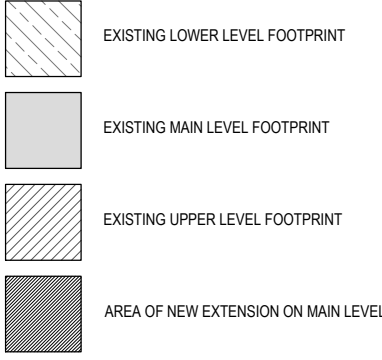 EXISTING LOWER LEVEL FOOTPRINT
EXISTING MAIN LEVEL FOOTPRINT
EXISTING UPPER LEVEL FOOTPRINT
AREA OF NEW EXTENSION ON MAIN LEVEL